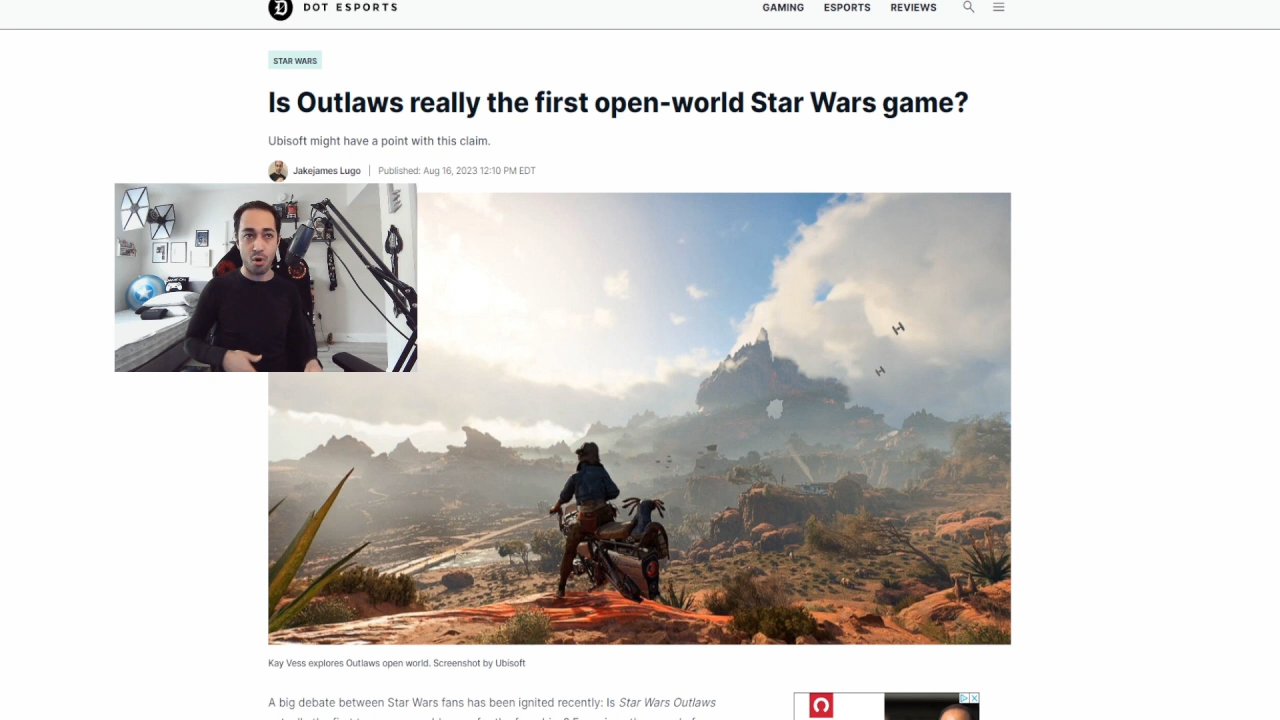 DOT ESPORTS
GAMING ESPORTS REVIEWS
STAR WARS
Is Outlaws really the first open-world Star Wars game?
Ubisoft might have a point with this claim.
Jakejames Lugo | Published: Aug 16, 2023 12:10 PM EDT
Kay Vess explores Outlaws open world. Screenshot by Ubisoft
A big debate between Star Wars fans has been ignited recently: Is Star Wars Outlaws